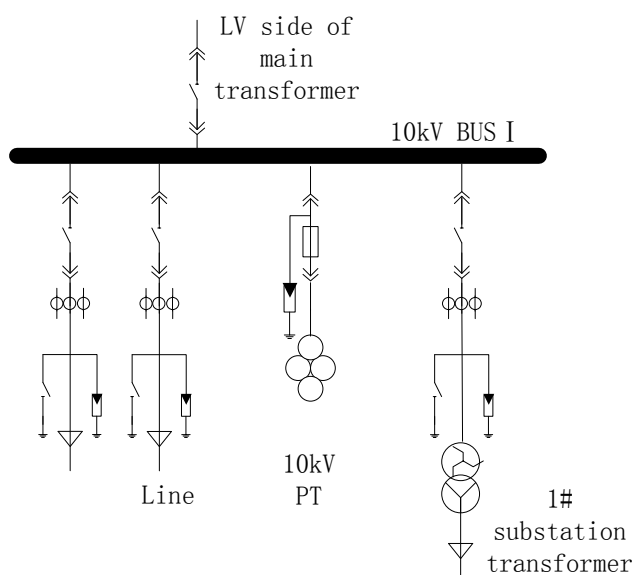 LV side of
main
transformer
10kV BUS I
Line
10kV
PT
1#
substation
transformer